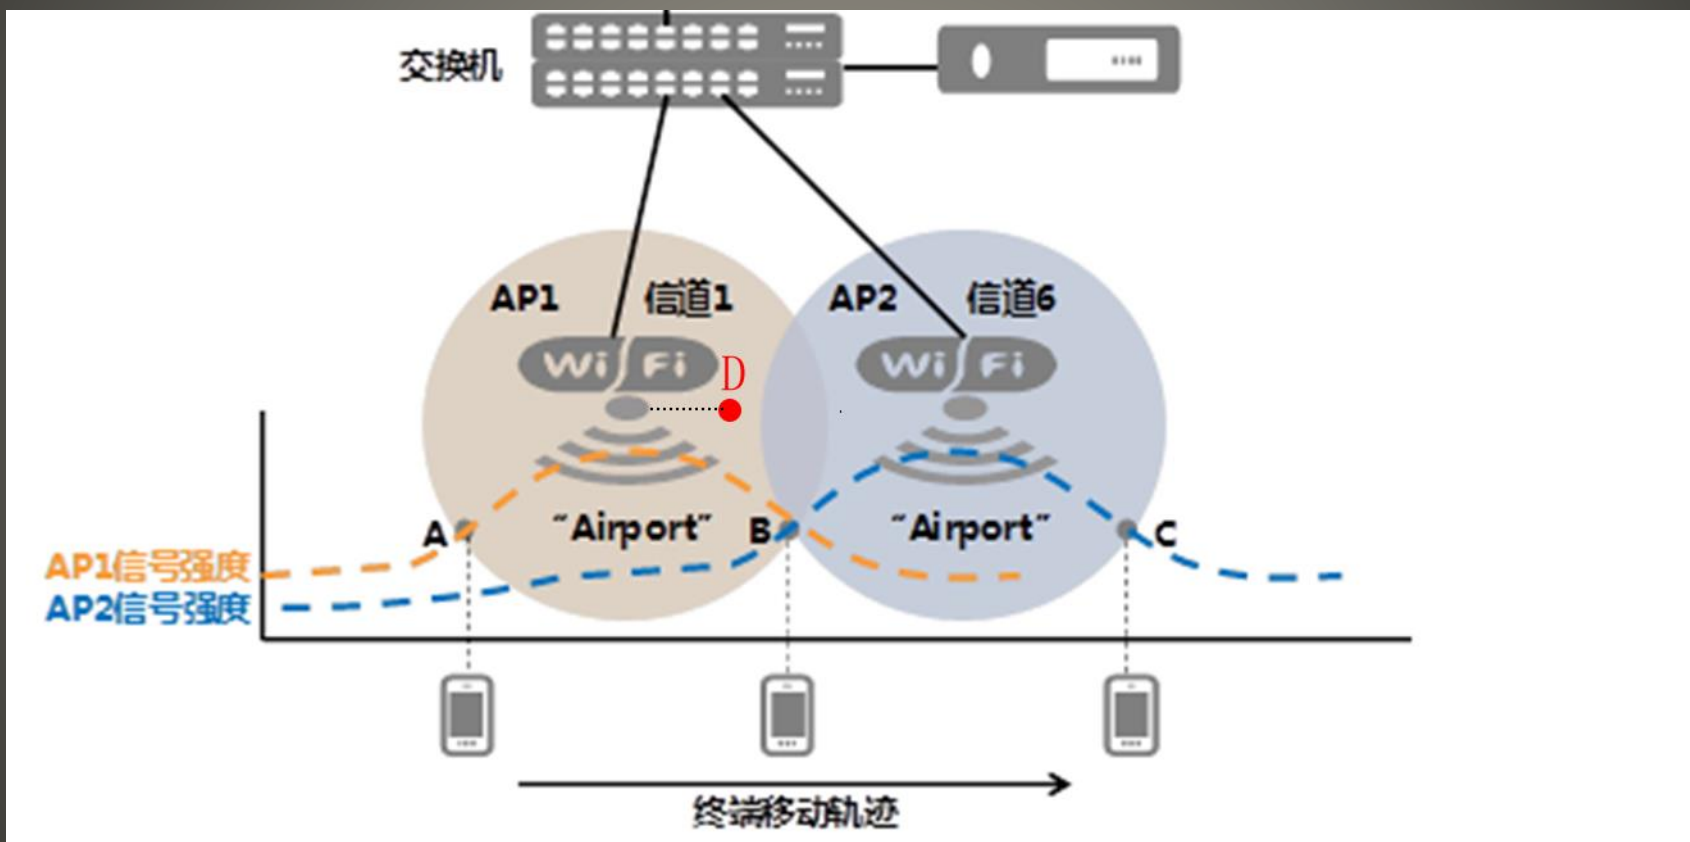 交换机
AP1 信道1
AP2 信道6
Wi Fi
Wi Fi
D
A
"Airport"
B
"Airport"
C
AP1信号强度
AP2信号强度
终端移动轨迹